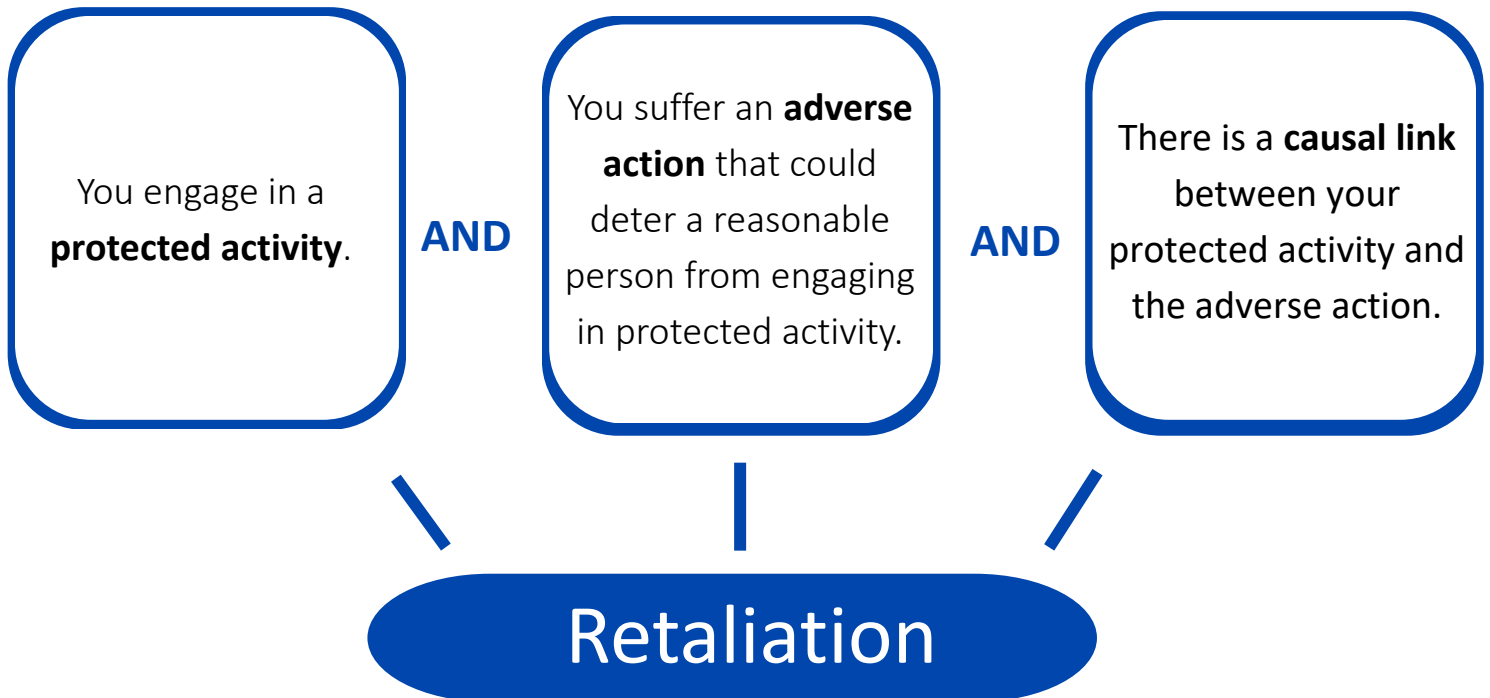 You engage in a
protected activity.
AND
You suffer an adverse
action that could
deter a reasonable
person from engaging
in protected activity.
AND
There is a causal link
between your
protected activity and
the adverse action.
Retaliation